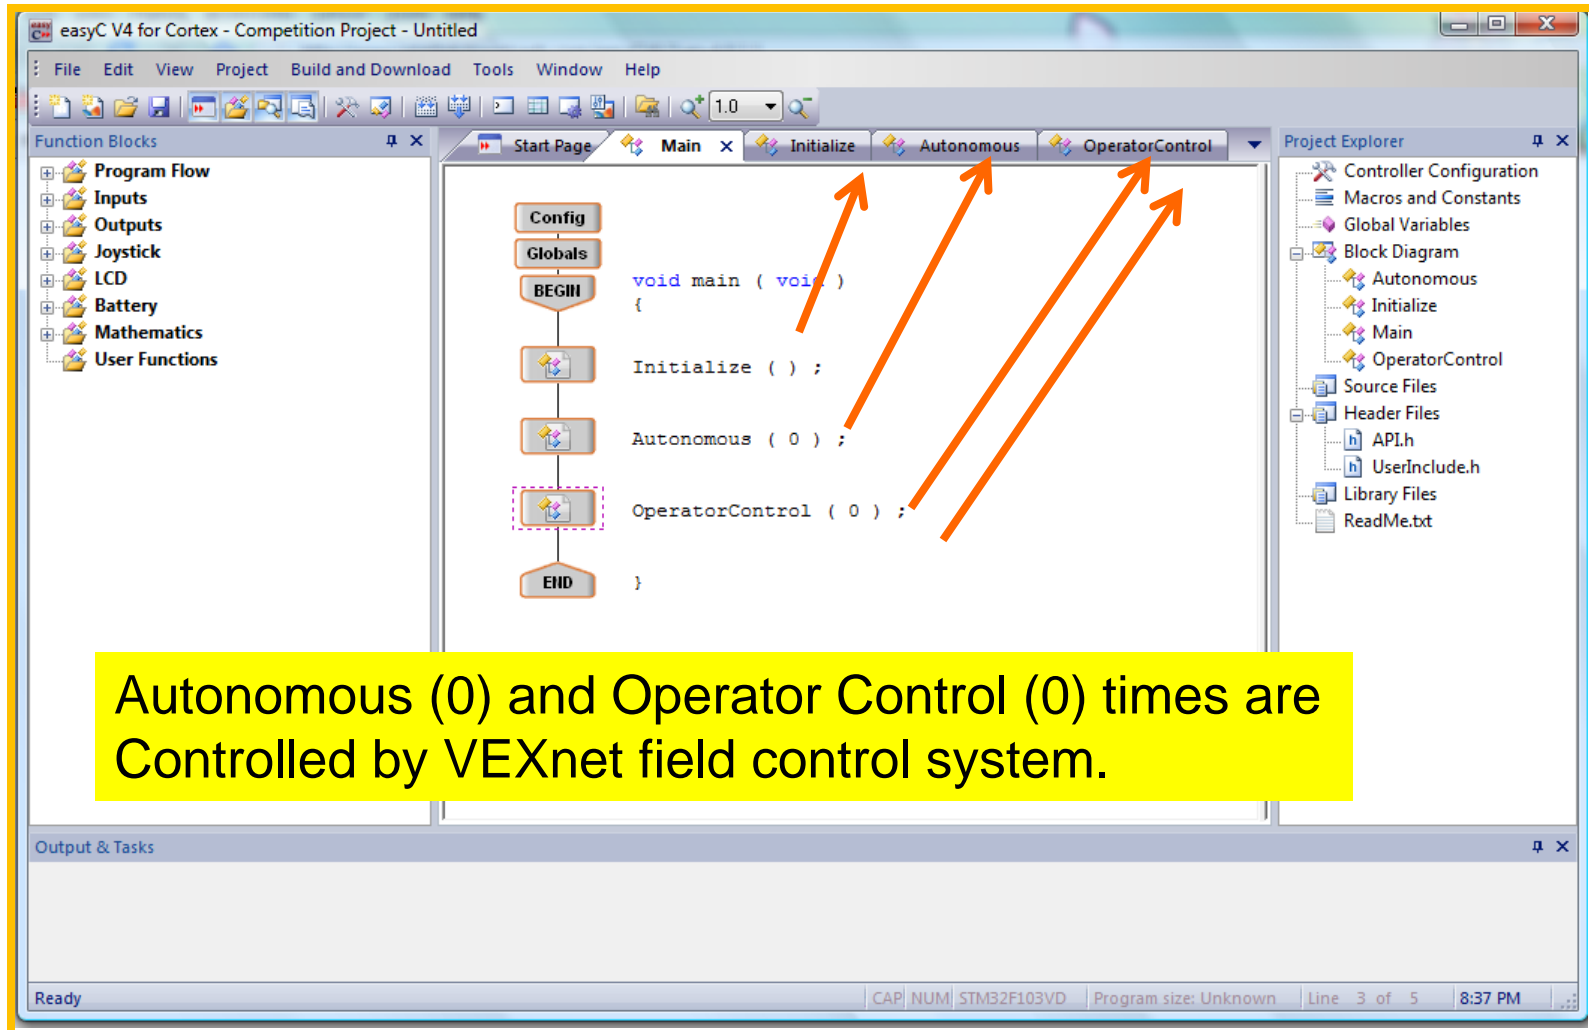 easyC V4 for Cortex - Competition Project - Untitled
File Edit View Project Build and Download Tools Window Help
1.0
Function Blocks
Program Flow
Inputs
Outputs
Joystick
LCD
Battery
Mathematics
User Functions
Start Page Main Initialize Autonomous OperatorControl
Config
Globals
BEGIN
void main ( void )
{
Initialize ( ) ;
Autonomous ( 0 ) ;
OperatorControl ( 0 ) ;
END }
Project Explorer
Controller Configuration
Macros and Constants
Global Variables
Block Diagram
Autonomous
Initialize
Main
OperatorControl
Source Files
Header Files
h API.h
h UserInclude.h
Library Files
ReadMe.txt
Autonomous (0) and Operator Control (0) times are
Controlled by VEXnet field control system.
Output & Tasks
Ready CAP NUM STM32F103VD Program size: Unknown Line 3 of 5 8:37 PM